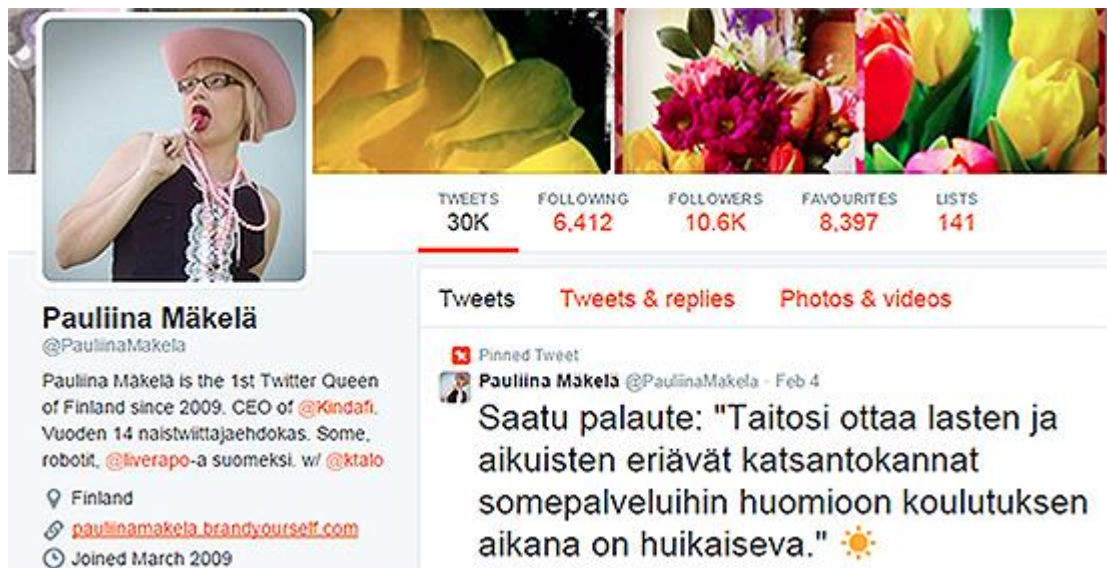 TWEETS FOLLOWING FOLLOWERS FAVOURITES LISTS
30K 6,412 10.6K 8,397 141
Pauliina Mäkelä
@PauliinaMakela
Pauliina Mäkelä is the 1st Twitter Queen
of Finland since 2009. CEO of @Kindafi.
Vuoden 14 naistwiittajaehdokas. Some,
robotit, @liverapo-a suomeksi. w/ @ktalo
Finland
pauliinamakela.brandyourself.com
Joined March 2009
Tweets Tweets & replies Photos & videos
Pinned Tweet
Pauliina Mäkelä @PauliinaMakela · Feb 4
Saatu palaute: "Taitosi ottaa lasten ja
aikuisten eriävät katsantokannat
somepalveluihin huomioon koulutuksen
aikana on huikaiseva." ☀